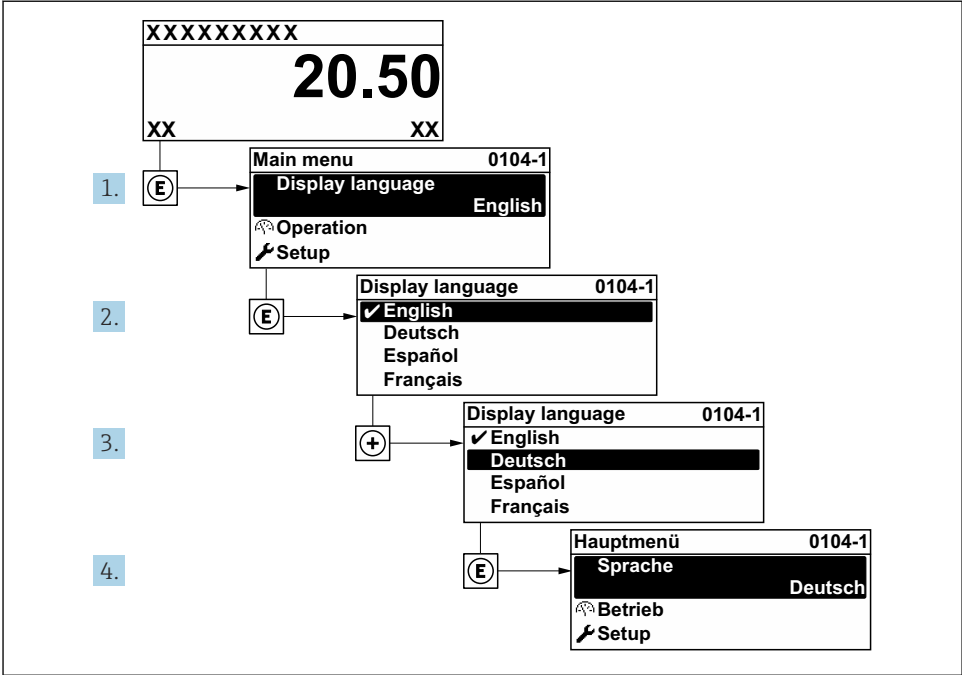 XXXXXXXXX
20.50
XX XX
1. E
Main menu 0104-1
Display language
English
Operation
Setup
2. E
Display language 0104-1
✔ English
Deutsch
Español
Français
3. +
Display language 0104-1
✔ English
Deutsch
Español
Français
4. E
Hauptmenü 0104-1
Sprache
Deutsch
Betrieb
Setup